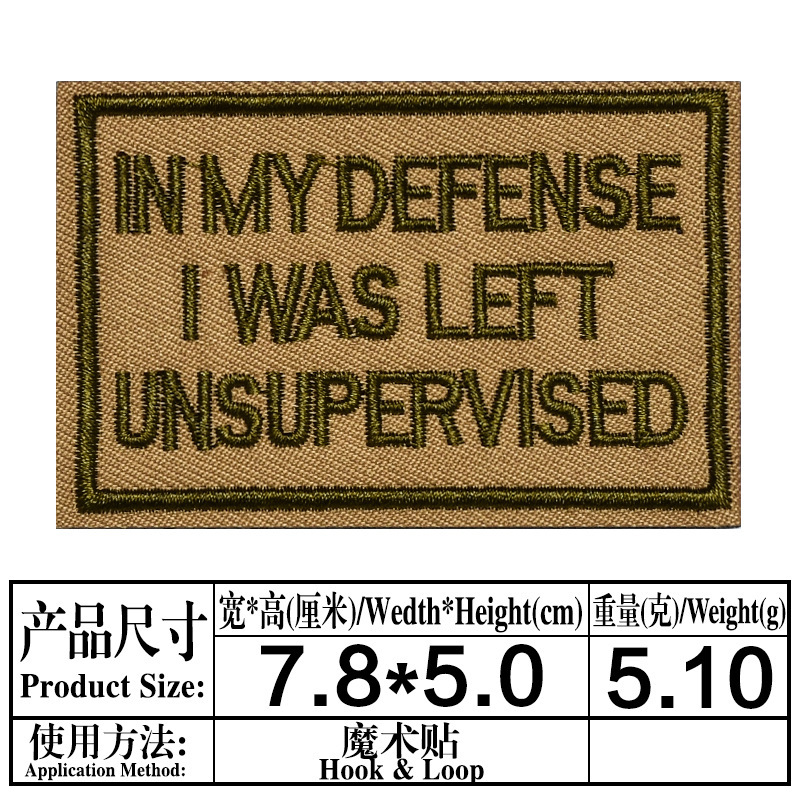 IN MY DEFENSE
I WAS LEFT
UNSUPERVISED
产品尺寸
Product Size:
宽*高(厘米)/Wedth*Height(cm)
7.8*5.0
重量(克)/Weight(g)
5.10
使用方法:
Application Method:
魔术贴
Hook & Loop